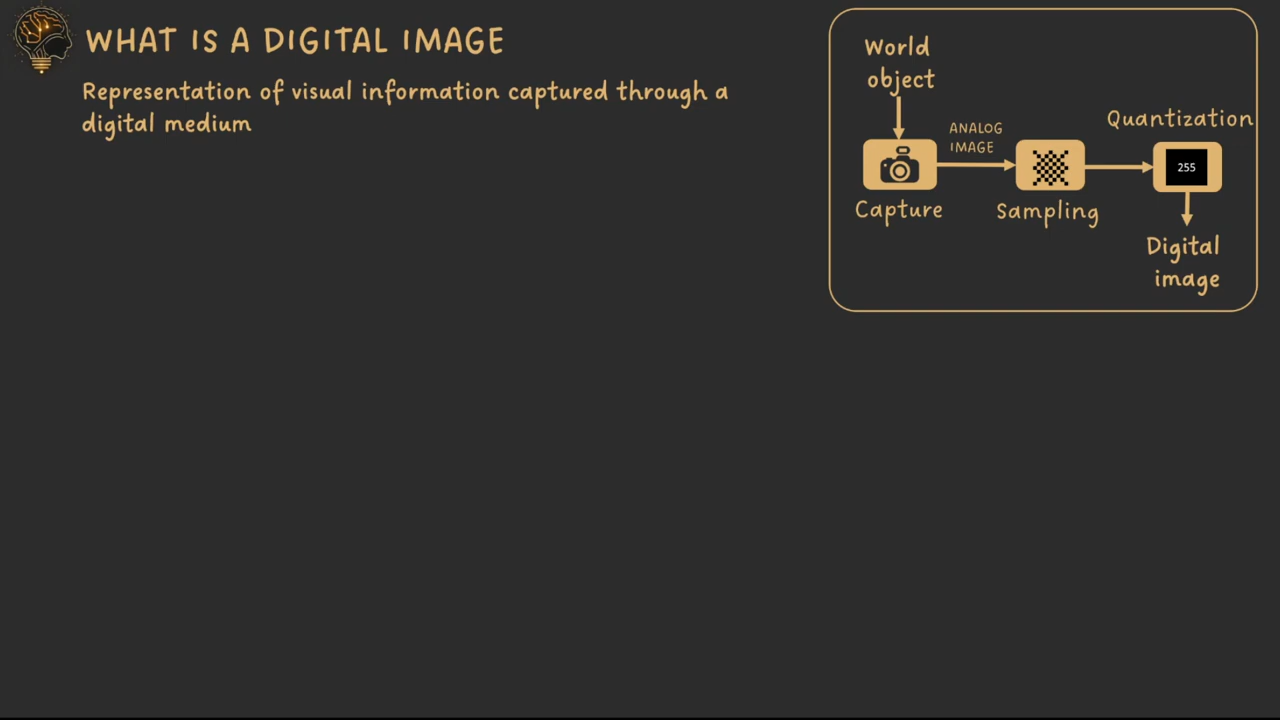 WHAT IS A DIGITAL IMAGE
Representation of visual information captured through a
digital medium
World
object
ANALOG
IMAGE
Quantization
255
Capture
Sampling
Digital
image